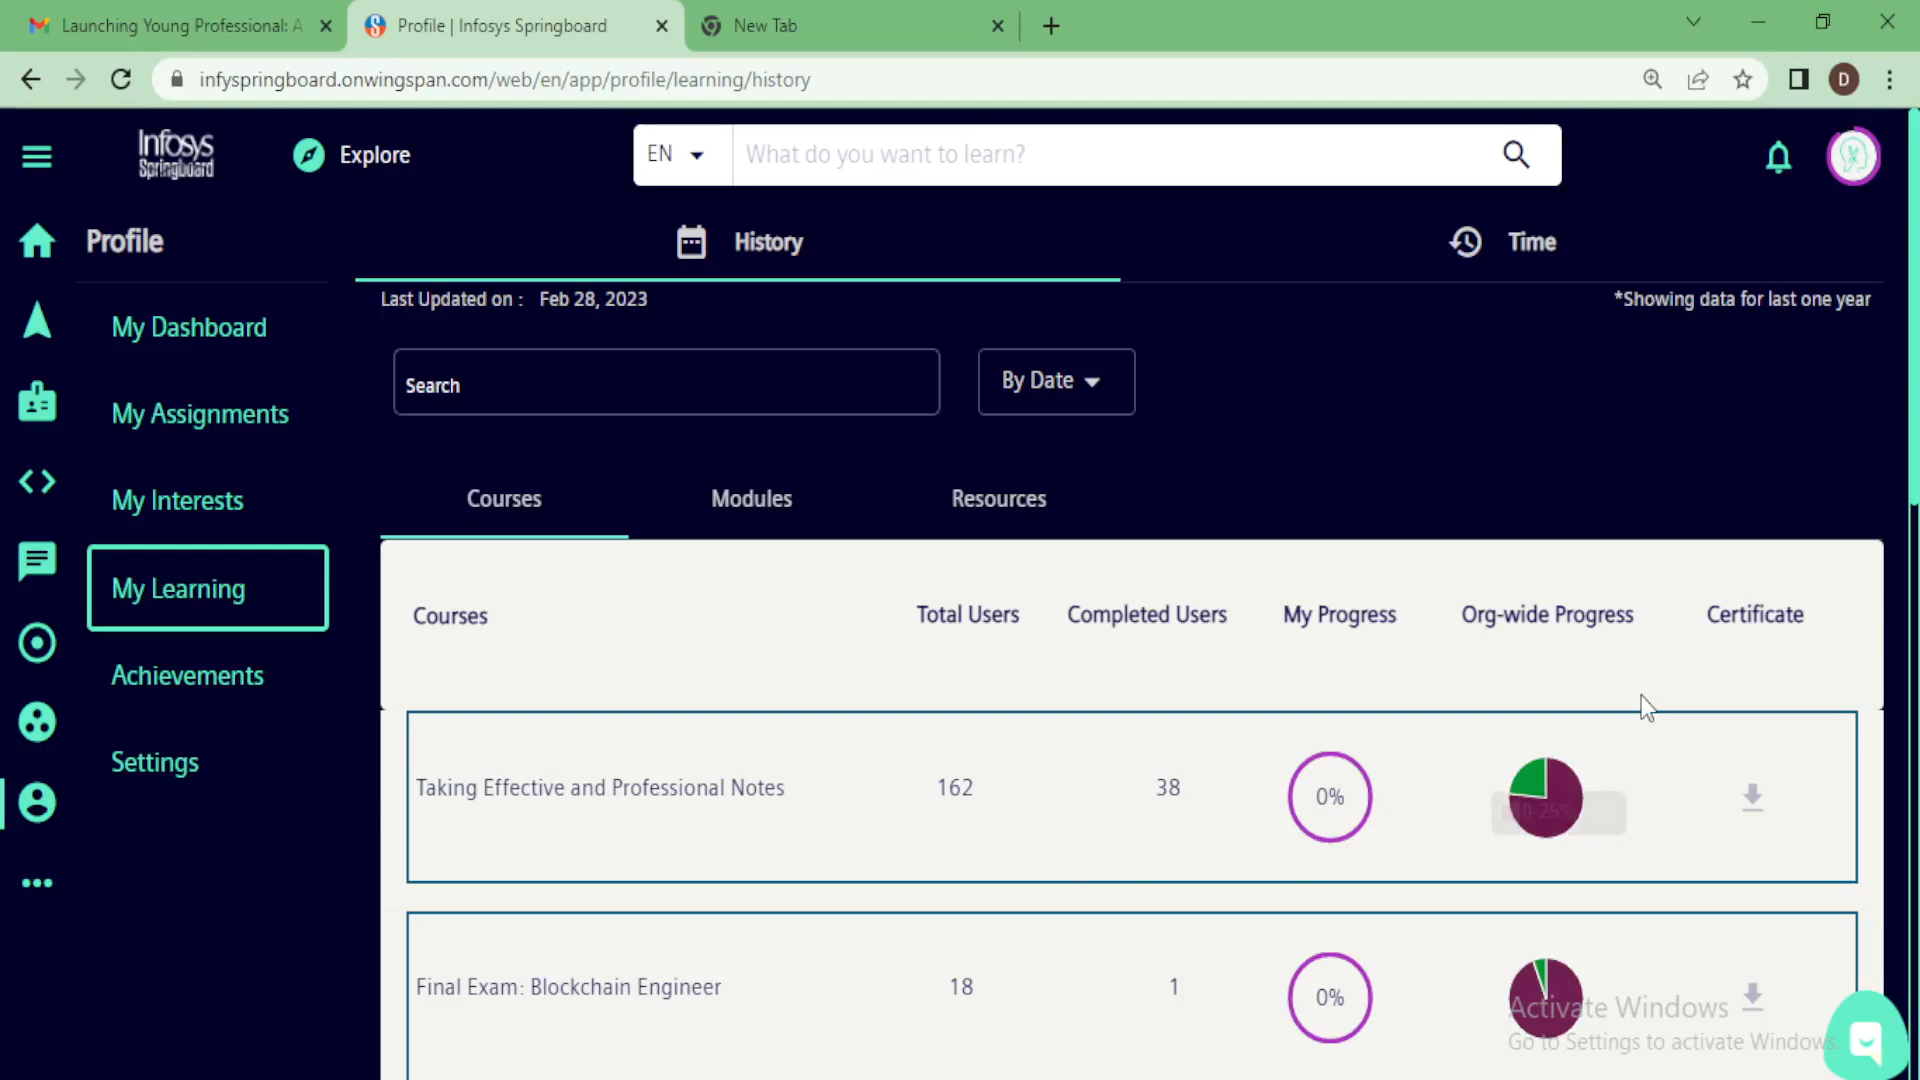 Launching Young Professional: A
Profile | Infosys Springboard
New Tab
infyspringboard.onwingspan.com/web/en/app/profile/learning/history
D
Infosys
Springboard
Explore
EN
What do you want to learn?
Profile
History
Time
Last Updated on : Feb 28, 2023
*Showing data for last one year
My Dashboard
Search
By Date
My Assignments
My Interests
Courses
Modules
Resources
My Learning
Courses
Total Users
Completed Users
My Progress
Org-wide Progress
Certificate
Achievements
Settings
Taking Effective and Professional Notes
162
38
0%
0-25%
Final Exam: Blockchain Engineer
18
1
0%
Activate Windows
Go to Settings to activate Windows.